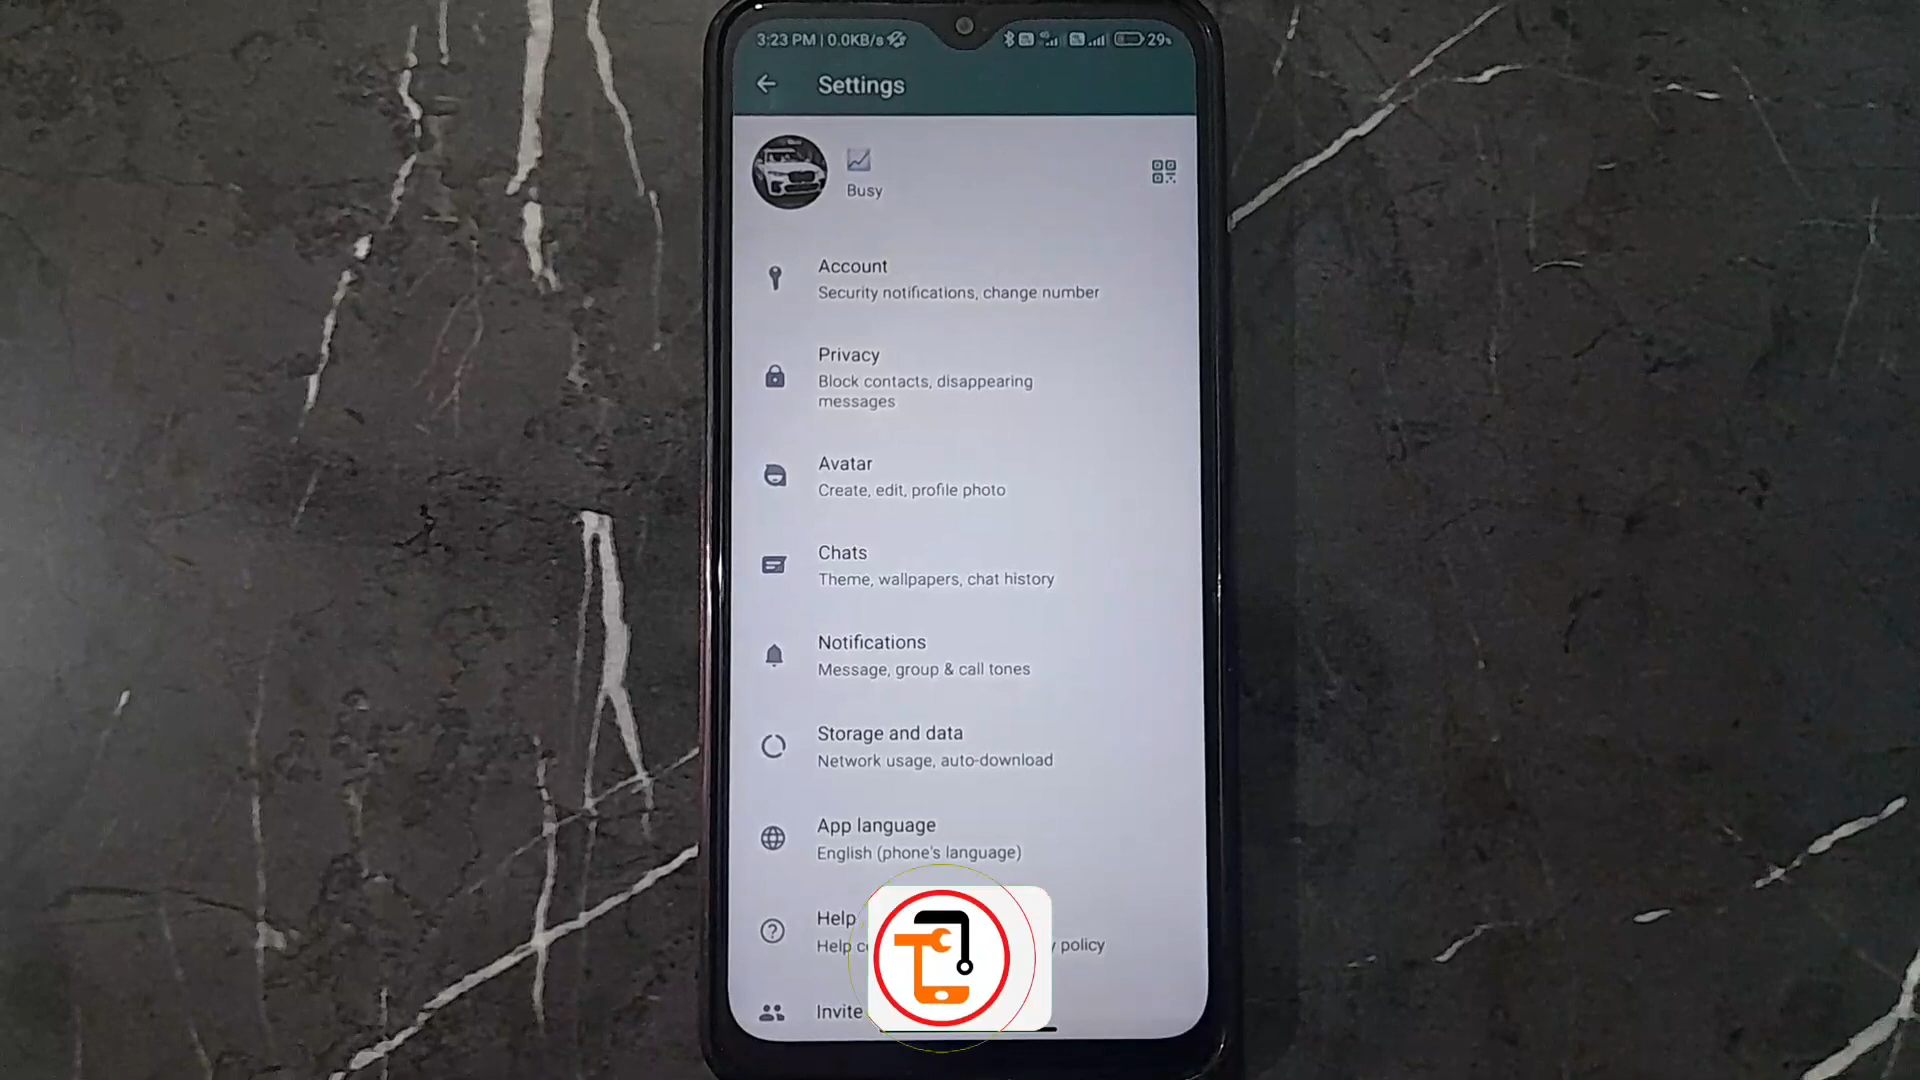 3:23 PM | 0.0KB/s
29%
Settings
Busy
Account
Security notifications, change number
Privacy
Block contacts, disappearing
messages
Avatar
Create, edit, profile photo
Chats
Theme, wallpapers, chat history
Notifications
Message, group & call tones
Storage and data
Network usage, auto-download
App language
English (phone's language)
Help
Help
policy
Invite